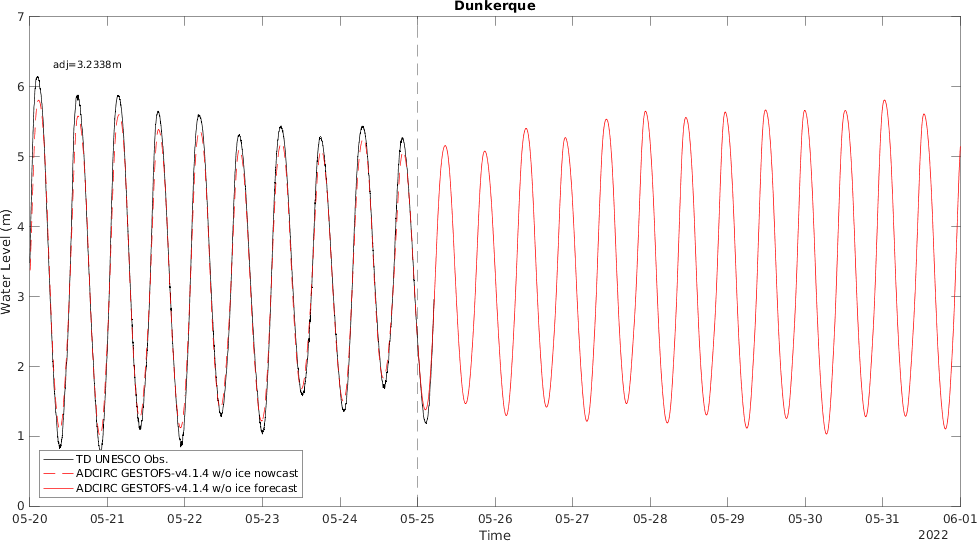 Dunkerque
adj=3.2338m
Water Level (m)
7
6
5
4
3
2
1
0
TD UNESCO Obs.
ADCIRC GESTOFS-v4.1.4 w/o ice nowcast
ADCIRC GESTOFS-v4.1.4 w/o ice forecast
05-20 05-21 05-22 05-23 05-24 05-25 05-26 05-27 05-28 05-29 05-30 05-31 06-01
Time
2022